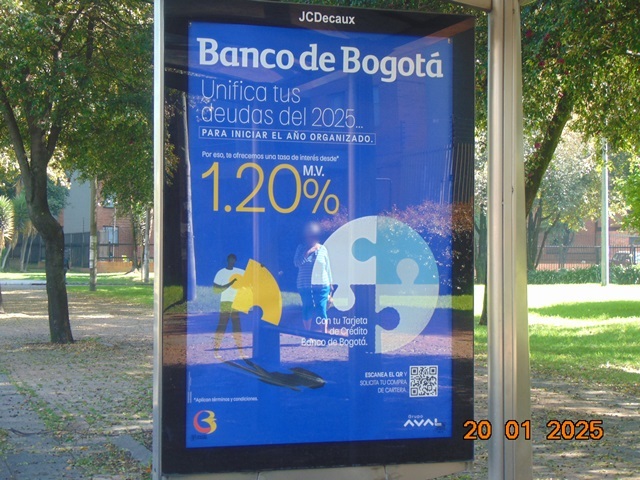 JCDecaux
Banco de Bogotá
Unifica tus
deudas del 2025...
PARA INICIAR EL AÑO ORGANIZADO.
Por eso, te ofrecemos una tasa de interés desde*
1.20%
M.V.
Con tu Tarjeta
de Crédito
Banco de Bogotá.
ESCANEA EL QR Y
SOLICITA TU COMPRA
DE CARTERA.
*Aplican términos y condiciones.
Grupo
AVAL
20 01 2025